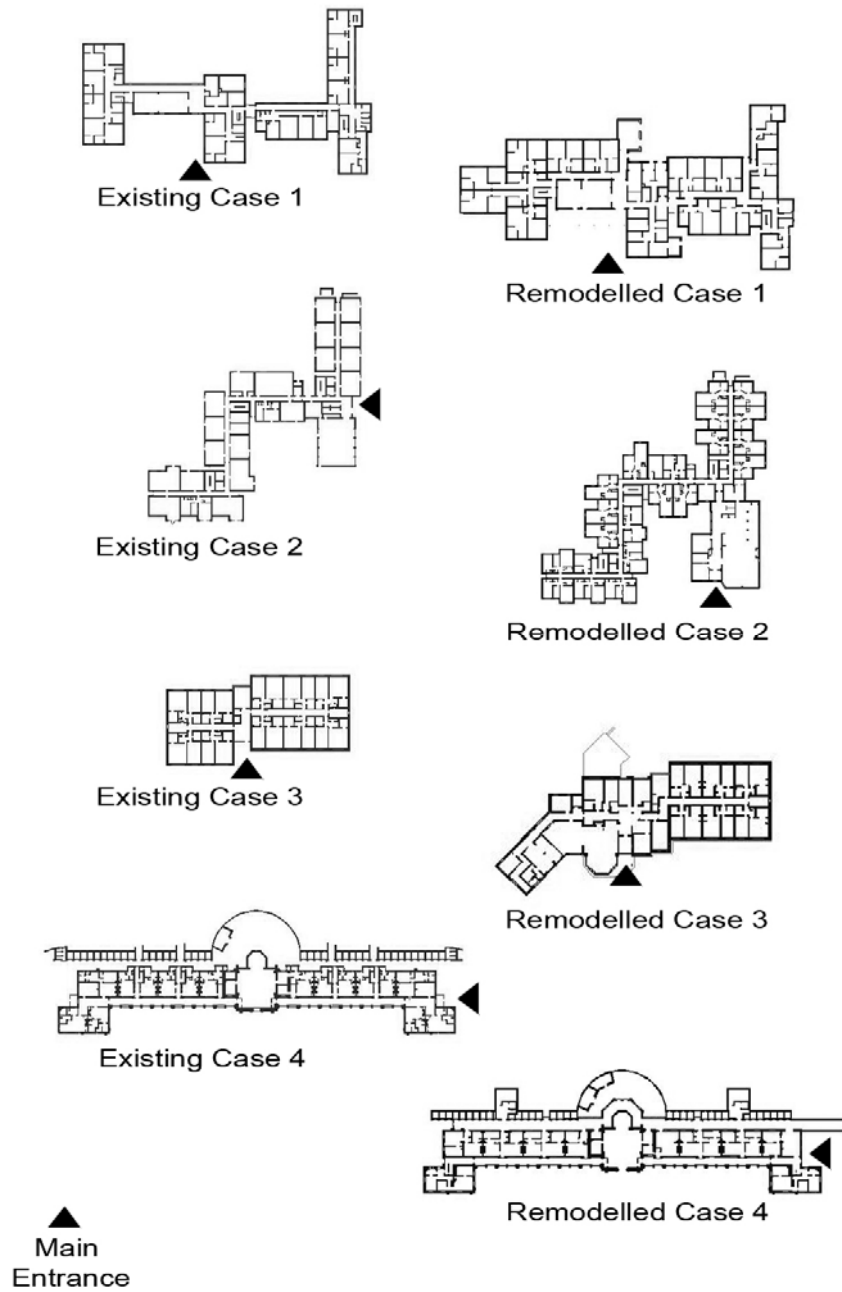 Existing Case 1
Remodelled Case 1
Existing Case 2
Remodelled Case 2
Existing Case 3
Remodelled Case 3
Existing Case 4
Remodelled Case 4
Main
Entrance